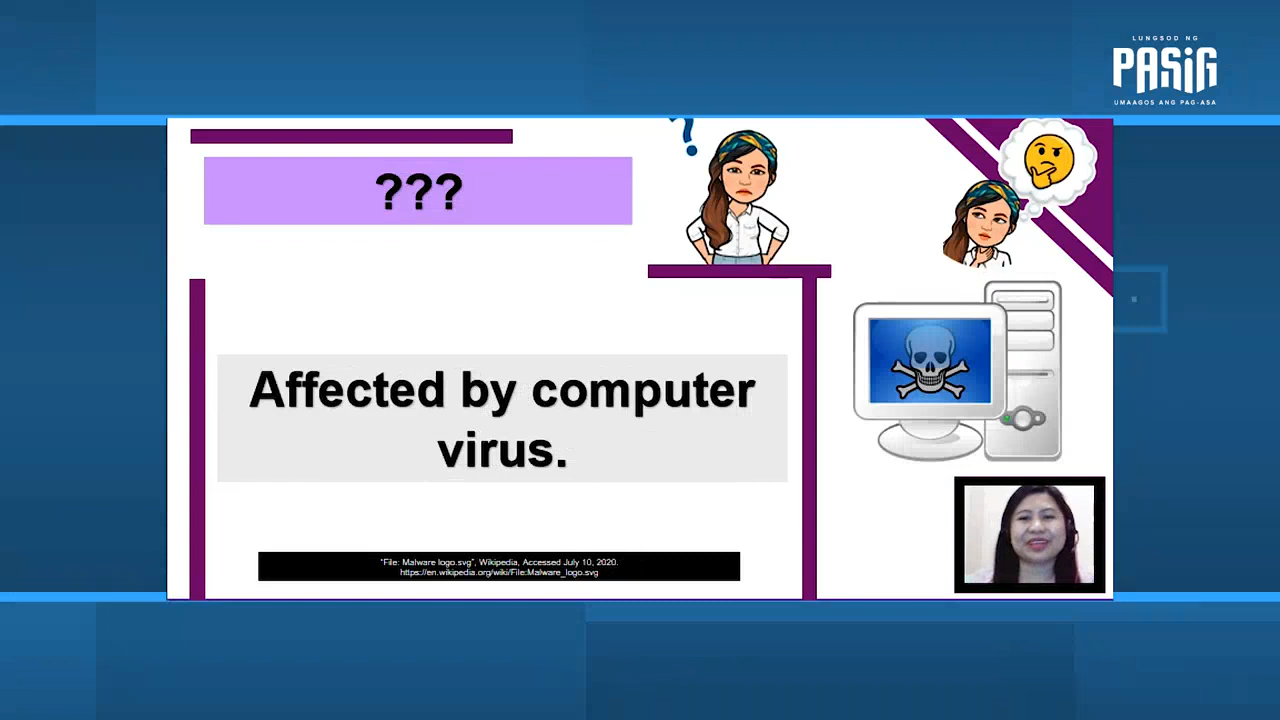 LUNGSOD NG
PASIG
UMAAGOS ANG PAG-ASA
???
?
Affected by computer
virus.
"File: Malware logo.svg", Wikipedia, Accessed July 10, 2020.
https://en.wikipedia.org/wiki/File:Malware_logo.svg